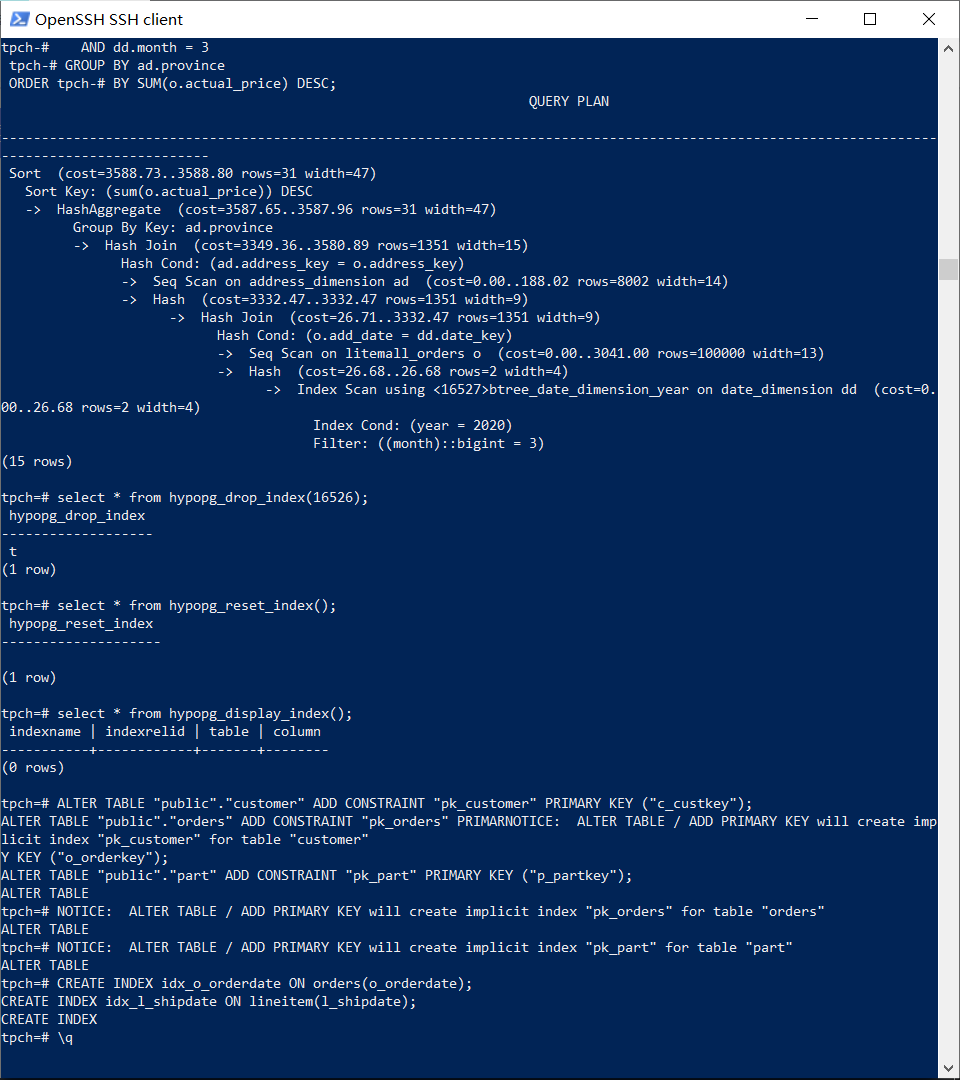 OpenSSH SSH client
tpch-#    AND dd.month = 3
 tpch-# GROUP BY ad.province
 ORDER tpch-# BY SUM(o.actual_price) DESC;
                                                                  QUERY PLAN

---------------------------------------------------------------------------------------------------------------------
--------------------------
 Sort  (cost=3588.73..3588.80 rows=31 width=47)
   Sort Key: (sum(o.actual_price)) DESC
   ->  HashAggregate  (cost=3587.65..3587.96 rows=31 width=47)
         Group By Key: ad.province
         ->  Hash Join  (cost=3349.36..3580.89 rows=1351 width=15)
               Hash Cond: (ad.address_key = o.address_key)
               ->  Seq Scan on address_dimension ad  (cost=0.00..188.02 rows=8002 width=14)
               ->  Hash  (cost=3332.47..3332.47 rows=1351 width=9)
                     ->  Hash Join  (cost=26.71..3332.47 rows=1351 width=9)
                           Hash Cond: (o.add_date = dd.date_key)
                           ->  Seq Scan on litemall_orders o  (cost=0.00..3041.00 rows=100000 width=13)
                           ->  Hash  (cost=26.68..26.68 rows=2 width=4)
                                 ->  Index Scan using <16527>btree_date_dimension_year on date_dimension dd  (cost=0.
00..26.68 rows=2 width=4)
                                       Index Cond: (year = 2020)
                                       Filter: ((month)::bigint = 3)
(15 rows)

tpch=# select * from hypopg_drop_index(16526);
 hypopg_drop_index
-------------------
 t
(1 row)

tpch=# select * from hypopg_reset_index();
 hypopg_reset_index
--------------------

(1 row)

tpch=# select * from hypopg_display_index();
 indexname | indexrelid | table | column
-----------+------------+-------+--------
(0 rows)

tpch=# ALTER TABLE "public"."customer" ADD CONSTRAINT "pk_customer" PRIMARY KEY ("c_custkey");
ALTER TABLE "public"."orders" ADD CONSTRAINT "pk_orders" PRIMARNOTICE:  ALTER TABLE / ADD PRIMARY KEY will create imp
licit index "pk_customer" for table "customer"
Y KEY ("o_orderkey");
ALTER TABLE "public"."part" ADD CONSTRAINT "pk_part" PRIMARY KEY ("p_partkey");
ALTER TABLE
tpch=# NOTICE:  ALTER TABLE / ADD PRIMARY KEY will create implicit index "pk_orders" for table "orders"
ALTER TABLE
tpch=# NOTICE:  ALTER TABLE / ADD PRIMARY KEY will create implicit index "pk_part" for table "part"
ALTER TABLE
tpch=# CREATE INDEX idx_o_orderdate ON orders(o_orderdate);
CREATE INDEX idx_l_shipdate ON lineitem(l_shipdate);
CREATE INDEX
tpch=# \q